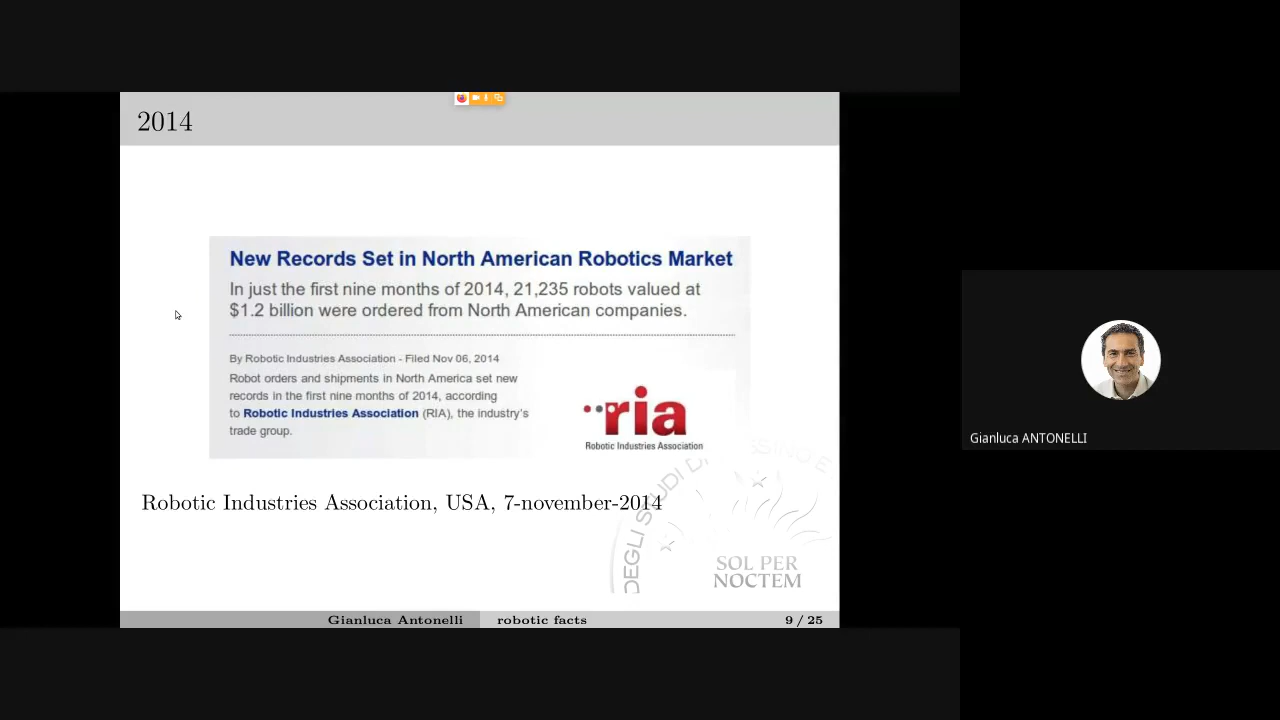 2014
New Records Set in North American Robotics Market
In just the first nine months of 2014, 21,235 robots valued at
$1.2 billion were ordered from North American companies.
By Robotic Industries Association - Filed Nov 06, 2014
Robot orders and shipments in North America set new
records in the first nine months of 2014, according
to Robotic Industries Association (RIA), the industry's
trade group.
ria
Robotic Industries Association
Robotic Industries Association, USA, 7-november-2014
DEGLI STUDI DI
SOL PER
NOCTEM
Gianluca Antonelli
robotic facts
9 / 25
Gianluca ANTONELLI